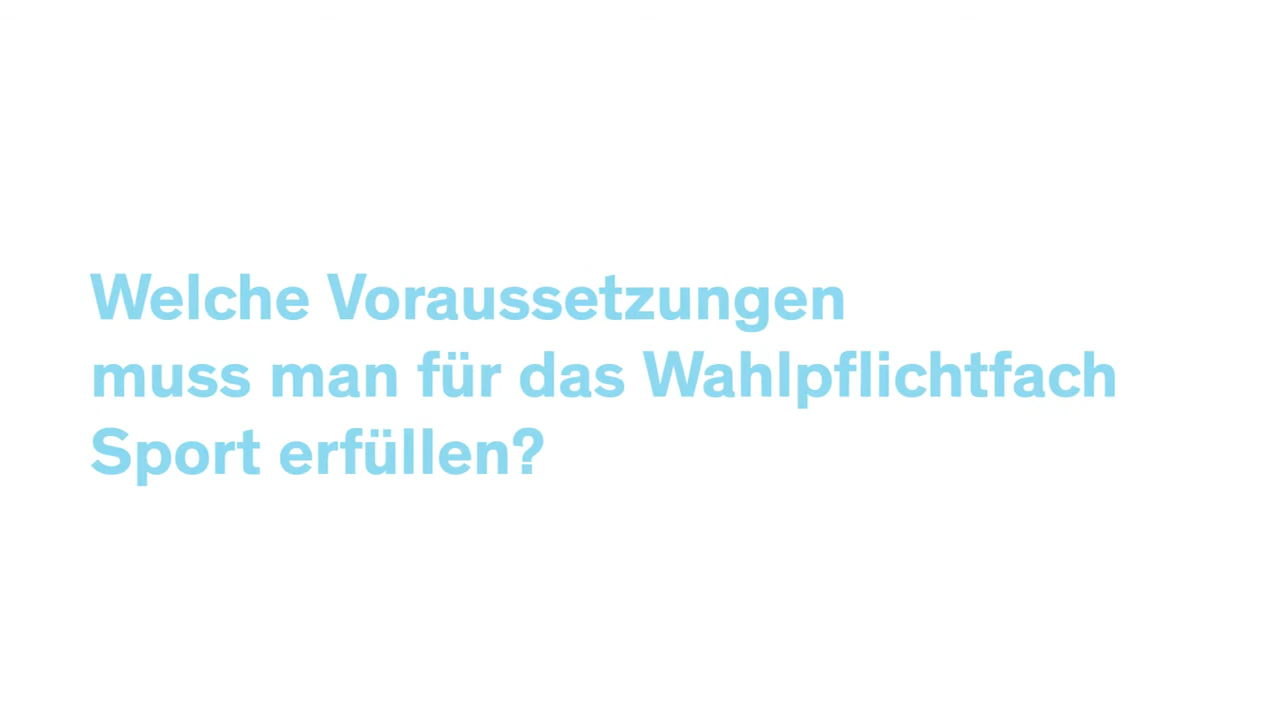 Welche Voraussetzungen
muss man für das Wahlpflichtfach
Sport erfüllen?